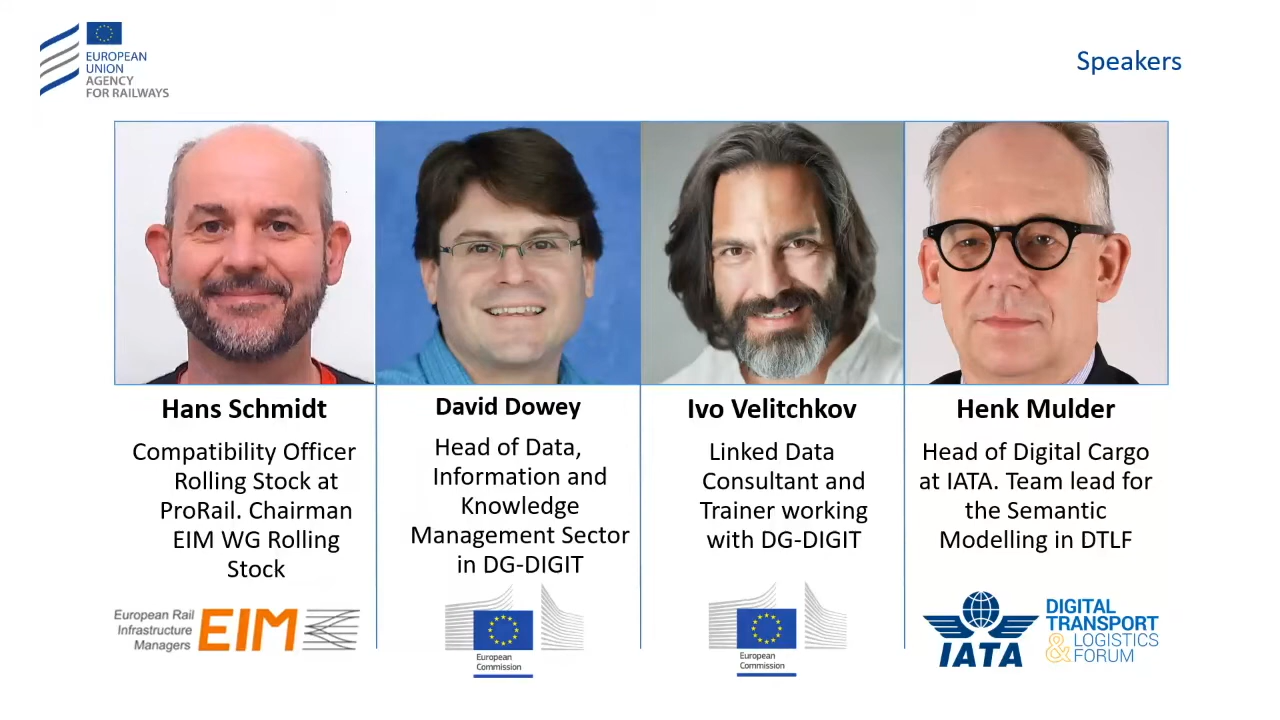 EUROPEAN
UNION
AGENCY
FOR RAILWAYS
Speakers
Hans Schmidt
Compatibility Officer
Rolling Stock at
ProRail. Chairman
EIM WG Rolling
Stock
European Rail
Infrastructure
Managers
EIM
David Dowey
Head of Data,
Information and
Knowledge
Management Sector
in DG-DIGIT
European
Commission
Ivo Velitchkov
Linked Data
Consultant and
Trainer working
with DG-DIGIT
European
Commission
Henk Mulder
Head of Digital Cargo
at IATA. Team lead for
the Semantic
Modelling in DTLF
IATA
DIGITAL
TRANSPORT
& LOGISTICS
FORUM